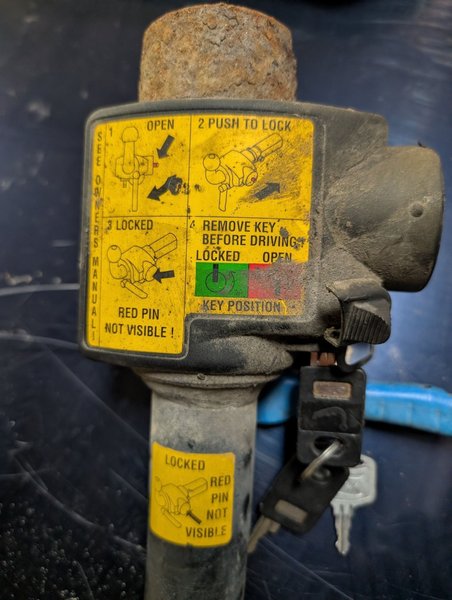 SEE OWNERS MANUAL!
1 OPEN
2 PUSH TO LOCK
3 LOCKED
RED PIN
NOT VISIBLE !
4 REMOVE KEY
BEFORE DRIVING
LOCKED OPEN
KEY POSITION
LOCKED
RED
PIN
NOT
VISIBLE